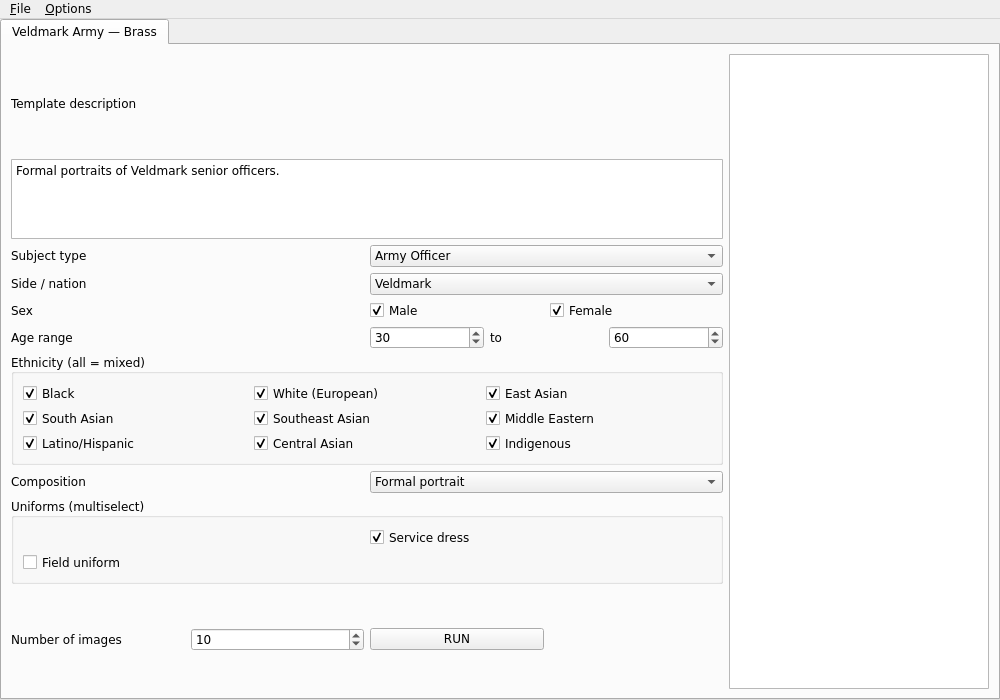 File Options
Veldmark Army — Brass
Template description
Formal portraits of Veldmark senior officers.
Subject type Army Officer
Side / nation Veldmark
Sex Male Female
Age range 30 to 60
Ethnicity (all = mixed)
Black White (European) East Asian
South Asian Southeast Asian Middle Eastern
Latino/Hispanic Central Asian Indigenous
Composition Formal portrait
Uniforms (multiselect)
Service dress
Field uniform
Number of images 10 RUN